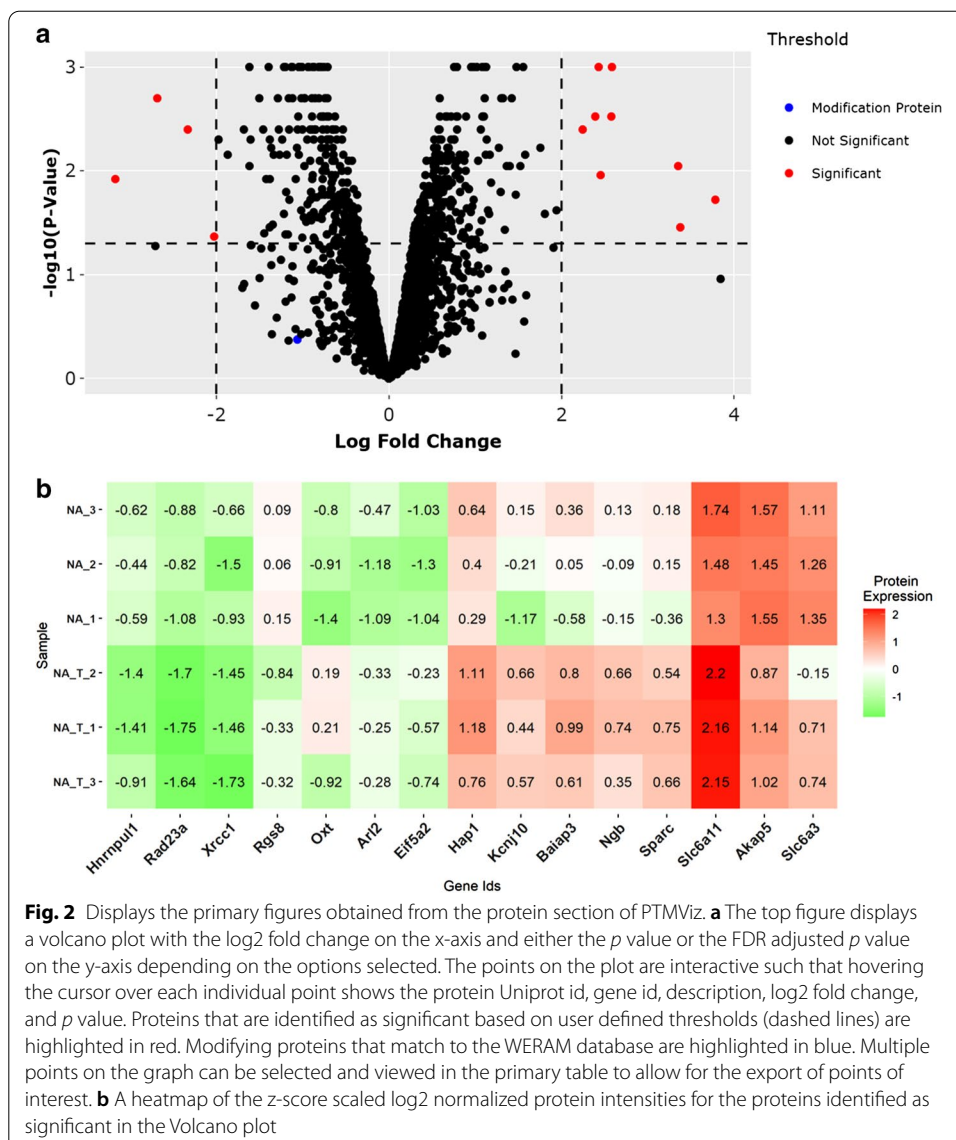 a
Threshold
Modification Protein
Not Significant
Significant
3
2
1
0
-log10(P-Value)
-2
0
2
4
Log Fold Change
b
NA_3
-0.62 -0.88 -0.66 0.09 -0.8 -0.47 -1.03 0.64 0.15 0.36 0.13 0.18 1.74 1.57 1.11
NA_2
-0.44 -0.82 -1.5 0.06 -0.91 -1.18 -1.3 0.4 -0.21 0.05 -0.09 0.15 1.48 1.45 1.26
NA_1
-0.59 -1.08 -0.93 0.15 -1.4 -1.09 -1.04 0.29 -1.17 -0.58 -0.15 -0.36 1.3 1.55 1.35
NA_T_2
-1.4 -1.7 -1.45 -0.84 0.19 -0.33 -0.23 1.11 0.66 0.8 0.66 0.54 2.2 0.87 -0.15
NA_T_1
-1.41 -1.75 -1.46 -0.33 0.21 -0.25 -0.57 1.18 0.44 0.99 0.74 0.75 2.16 1.14 0.71
NA_T_3
-0.91 -1.64 -1.73 -0.32 -0.92 -0.28 -0.74 0.76 0.57 0.61 0.35 0.66 2.15 1.02 0.74
Sample
Hnrnpul1 Rad23a Xrcc1 Rgs8 Oxt Arl2 Eif5a2 Hap1 Kcnj10 Baiap3 Ngb Sparc Slc6a11 Akap5 Slc6a3
Gene Ids
Protein
Expression
2
1
0
-1
Fig. 2 Displays the primary figures obtained from the protein section of PTMViz. a The top figure displays
a volcano plot with the log2 fold change on the x-axis and either the p value or the FDR adjusted p value
on the y-axis depending on the options selected. The points on the plot are interactive such that hovering
the cursor over each individual point shows the protein Uniprot id, gene id, description, log2 fold change,
and p value. Proteins that are identified as significant based on user defined thresholds (dashed lines) are
highlighted in red. Modifying proteins that match to the WERAM database are highlighted in blue. Multiple
points on the graph can be selected and viewed in the primary table to allow for the export of points of
interest. b A heatmap of the z-score scaled log2 normalized protein intensities for the proteins identified as
significant in the Volcano plot